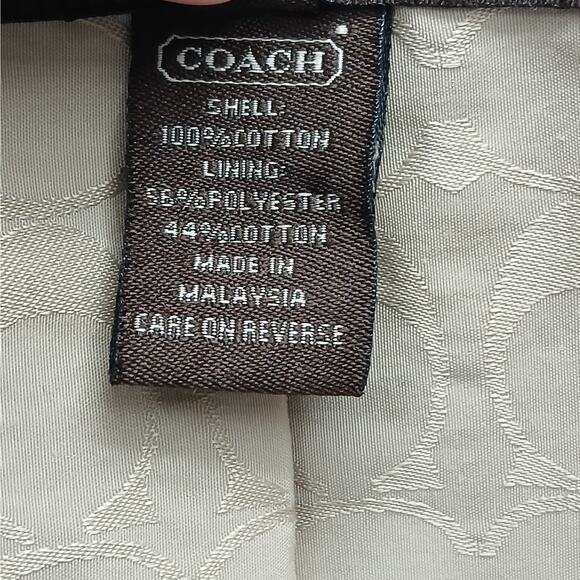 COACH
SHELL:
100%COTTON
LINING:
56%POLYESTER
44%COTTON
MADE IN
MALAYSIA
CARE ON REVERSE